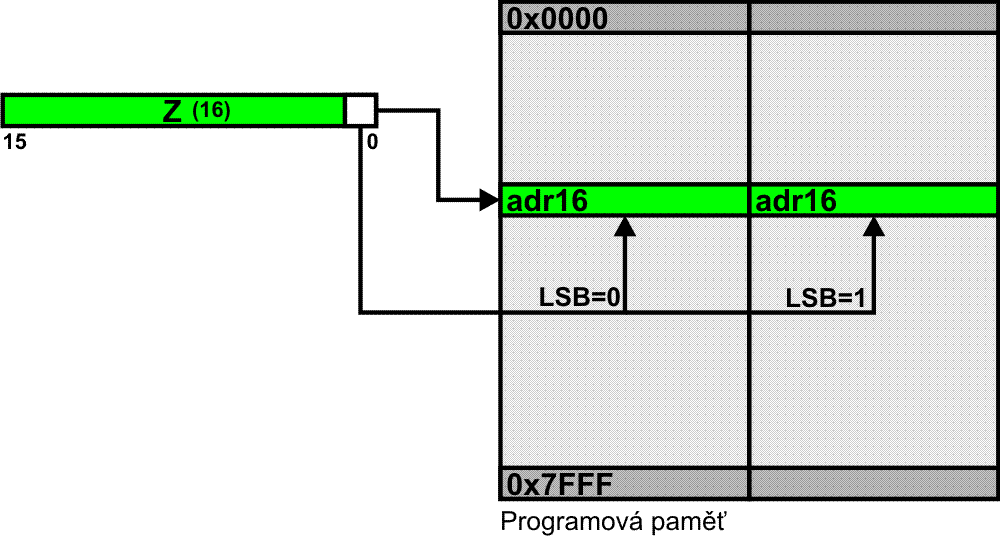 0x0000
Z (16)
15
0
adr16
adr16
LSB=0
LSB=1
0x7FFF
Programová paměť